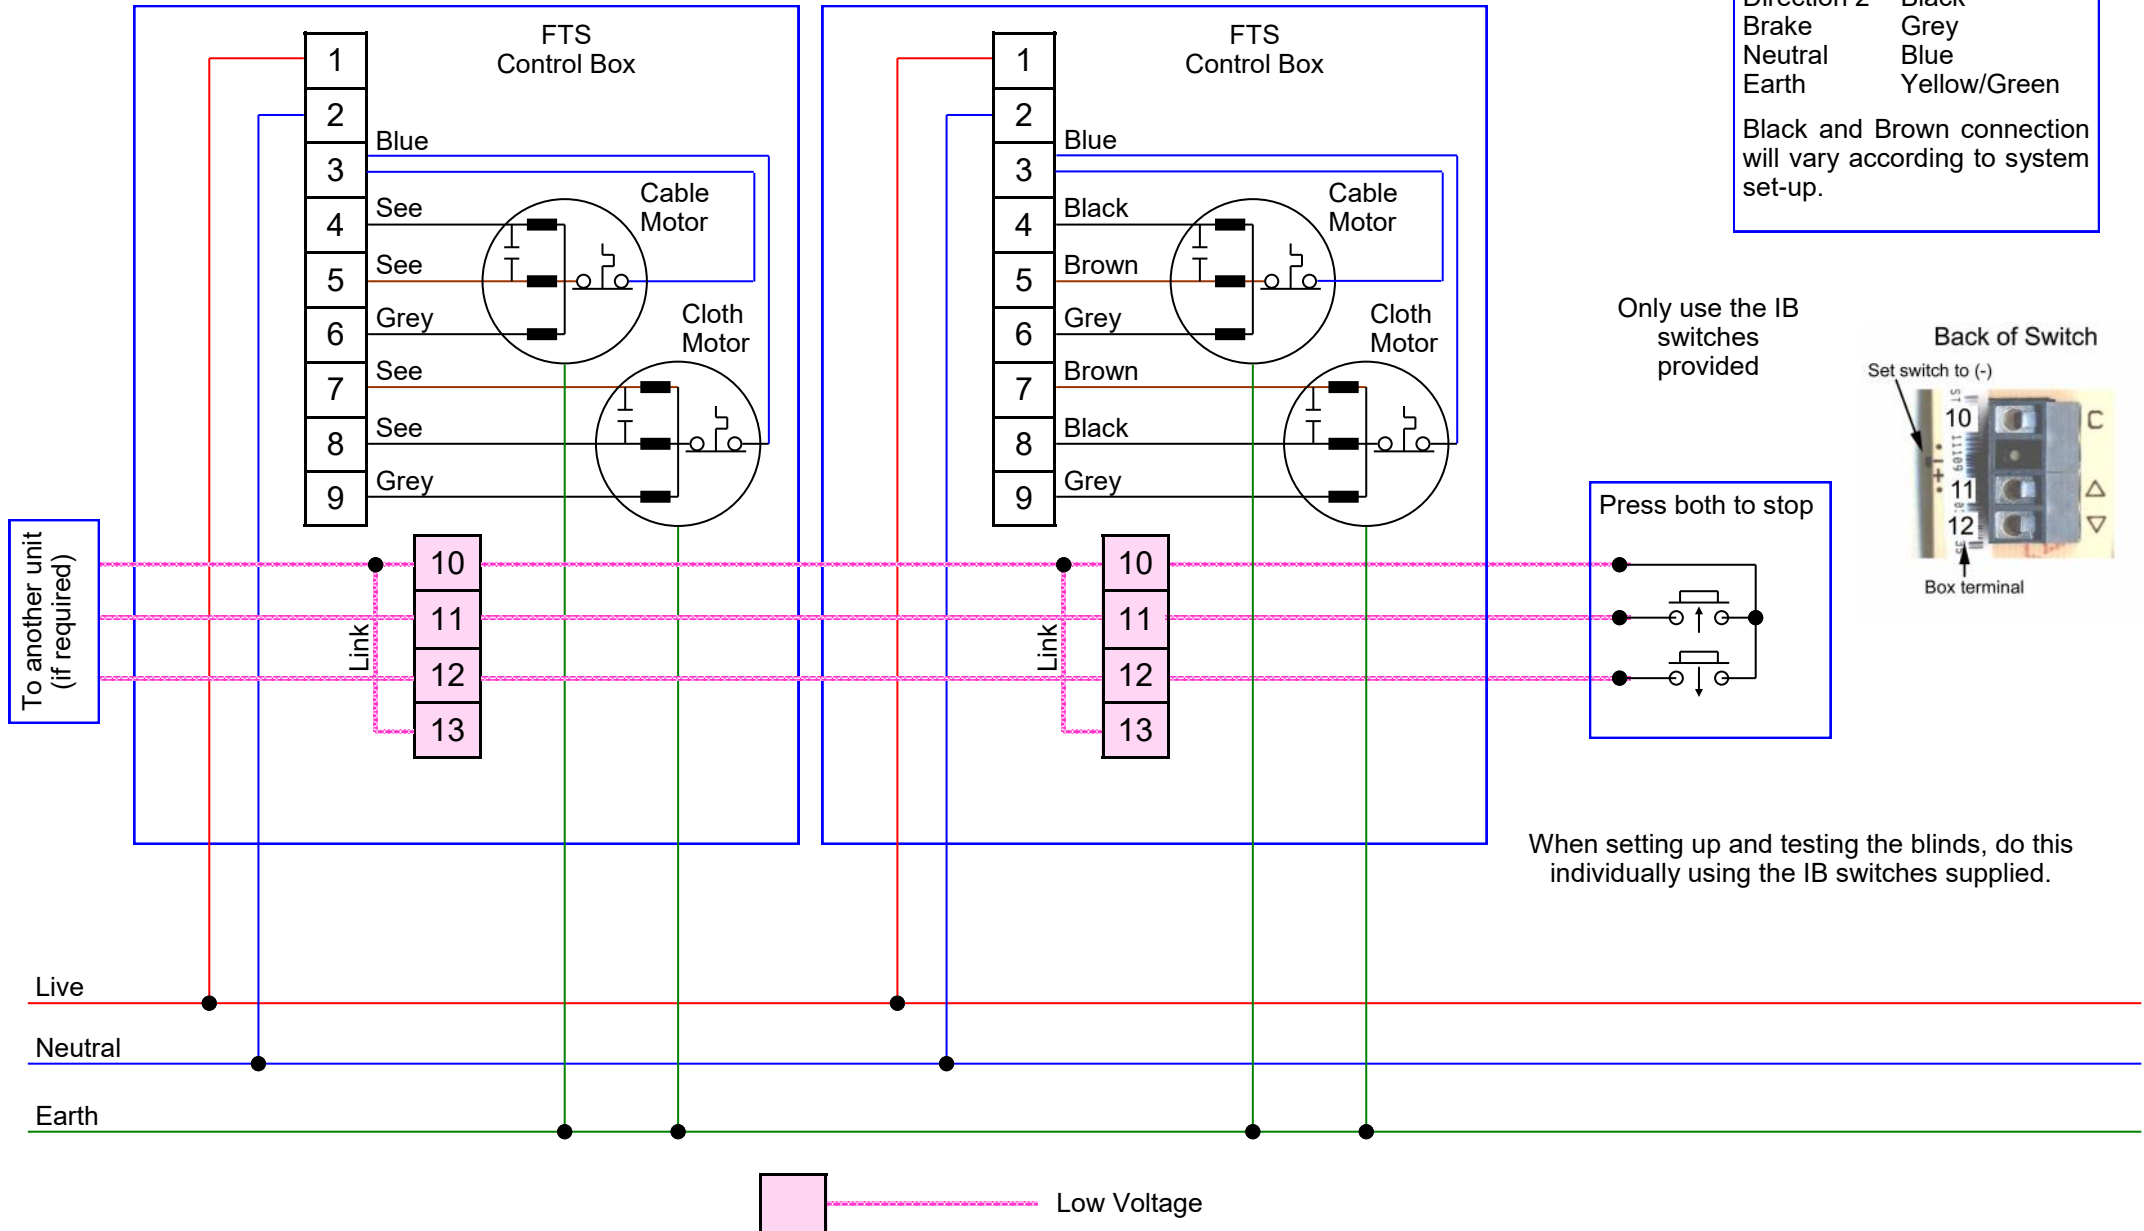 FTS
Control Box
1
2
3
4
5
6
7
8
9
Blue
See
See
Grey
See
See
Grey
Cable
Motor
Cloth
Motor
10
11
12
13
Link
To another unit
(if required)
FTS
Control Box
1
2
3
4
5
6
7
8
9
Blue
Black
Brown
Grey
Brown
Black
Grey
Cable
Motor
Cloth
Motor
10
11
12
13
Link
Direction 2 Black
Brake Grey
Neutral Blue
Earth Yellow/Green
Black and Brown connection
will vary according to system
set-up.
Only use the IB
switches
provided
Back of Switch
Set switch to (-)
10
C
11
12
Box terminal
Press both to stop
When setting up and testing the blinds, do this
individually using the IB switches supplied.
Live
Neutral
Earth
Low Voltage